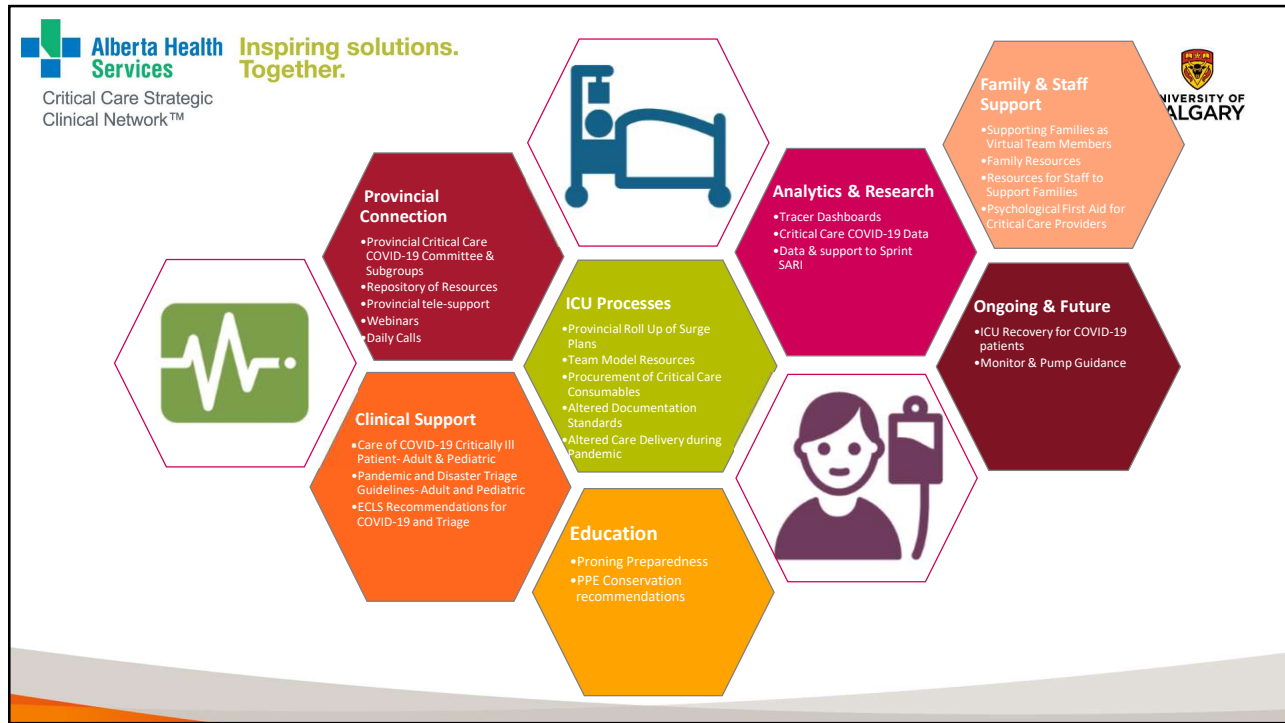 Alberta Health
Services
Inspiring solutions.
Together.
Critical Care Strategic
Clinical Network™
Provincial
Connection
•Provincial Critical Care
COVID-19 Committee &
Subgroups
•Repository of Resources
•Provincial tele-support
•Webinars
•Daily Calls
Clinical Support
•Care of COVID-19 Critically Ill
Patient- Adult & Pediatric
•Pandemic and Disaster Triage
Guidelines- Adult and Pediatric
•ECLS Recommendations for
COVID-19 and Triage
ICU Processes
•Provincial Roll Up of Surge
Plans
•Team Model Resources
•Procurement of Critical Care
Consumables
•Altered Documentation
Standards
•Altered Care Delivery during
Pandemic
Education
•Proning Preparedness
•PPE Conservation
recommendations
Analytics & Research
•Tracer Dashboards
•Critical Care COVID-19 Data
•Data & support to Sprint
SARI
Family & Staff
Support
•Supporting Families as
Virtual Team Members
•Family Resources
•Resources for Staff to
Support Families
•Psychological First Aid for
Critical Care Providers
Ongoing & Future
•ICU Recovery for COVID-19
patients
•Monitor & Pump Guidance
NIVERSITY OF
ALGARY